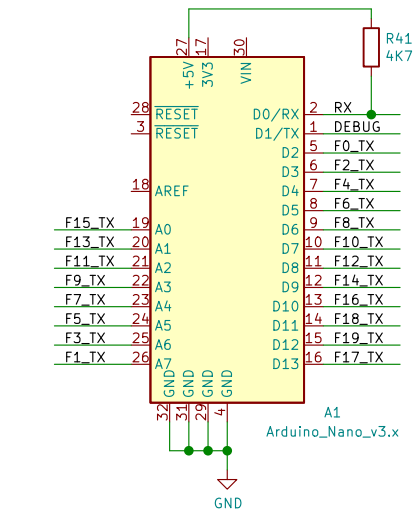 27 17 30
+5V 3V3 VIN
R41
4K7
28 RESET D0/RX 2 RX
3 RESET D1/TX 1 DEBUG
D2 5 F0_TX
D3 6 F2_TX
18 AREF D4 7 F4_TX
D5 8 F6_TX
F15_TX 19 A0 D6 9 F8_TX
F13_TX 20 A1 D7 10 F10_TX
F11_TX 21 A2 D8 11 F12_TX
F9_TX 22 A3 D9 12 F14_TX
F7_TX 23 A4 D10 13 F16_TX
F5_TX 24 A5 D11 14 F18_TX
F3_TX 25 A6 D12 15 F19_TX
F1_TX 26 A7 D13 16 F17_TX
GND GND GND GND
32 31 29 4
A1
Arduino_Nano_v3.x
GND